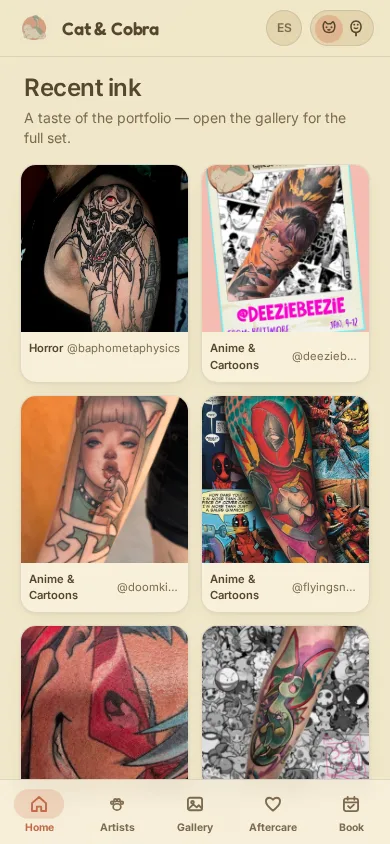 Cat & Cobra
ES
Recent ink
A taste of the portfolio — open the gallery for the
full set.
@DEEZIEBEEZIE
Horror @baphometaphysics
Anime &
Cartoons
@deezieb...
Anime &
Cartoons
@doomki...
Anime &
Cartoons
@flyingsn...
Home
Artists
Gallery
Aftercare
Book